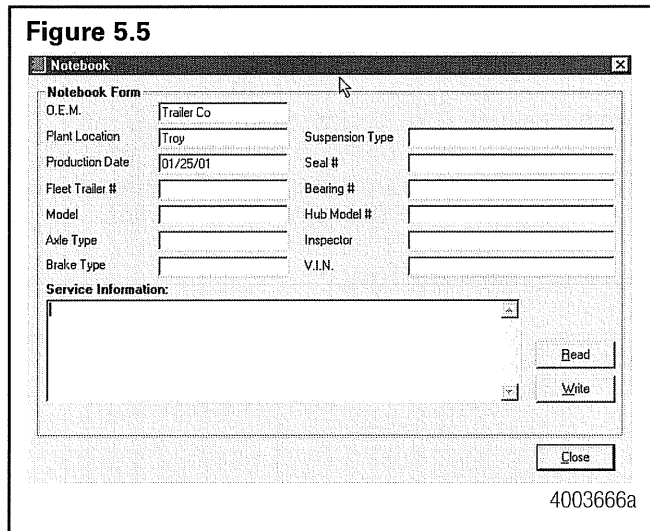 Figure 5.5
Notebook
Notebook Form
O.E.M. Trailer Co
Plant Location Troy Suspension Type
Production Date 01/25/01 Seal #
Fleet Trailer # Bearing #
Model Hub Model #
Axle Type Inspector
Brake Type V.I.N.
Service Information:
Read
Write
Close
4003666a